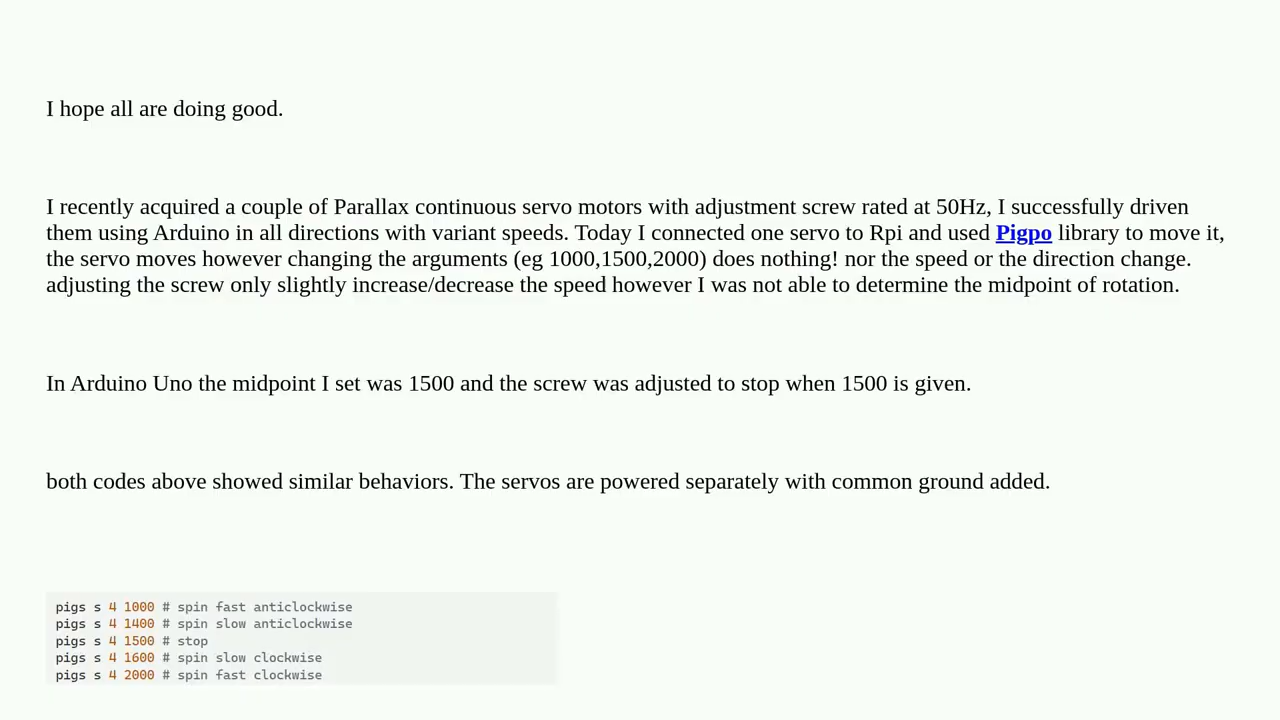 I hope all are doing good.
I recently acquired a couple of Parallax continuous servo motors with adjustment screw rated at 50Hz, I successfully driven
them using Arduino in all directions with variant speeds. Today I connected one servo to Rpi and used Pigpo library to move it,
the servo moves however changing the arguments (eg 1000,1500,2000) does nothing! nor the speed or the direction change.
adjusting the screw only slightly increase/decrease the speed however I was not able to determine the midpoint of rotation.
In Arduino Uno the midpoint I set was 1500 and the screw was adjusted to stop when 1500 is given.
both codes above showed similar behaviors. The servos are powered separately with common ground added.
pigs s 4 1000 # spin fast anticlockwise
pigs s 4 1400 # spin slow anticlockwise
pigs s 4 1500 # stop
pigs s 4 1600 # spin slow clockwise
pigs s 4 2000 # spin fast clockwise